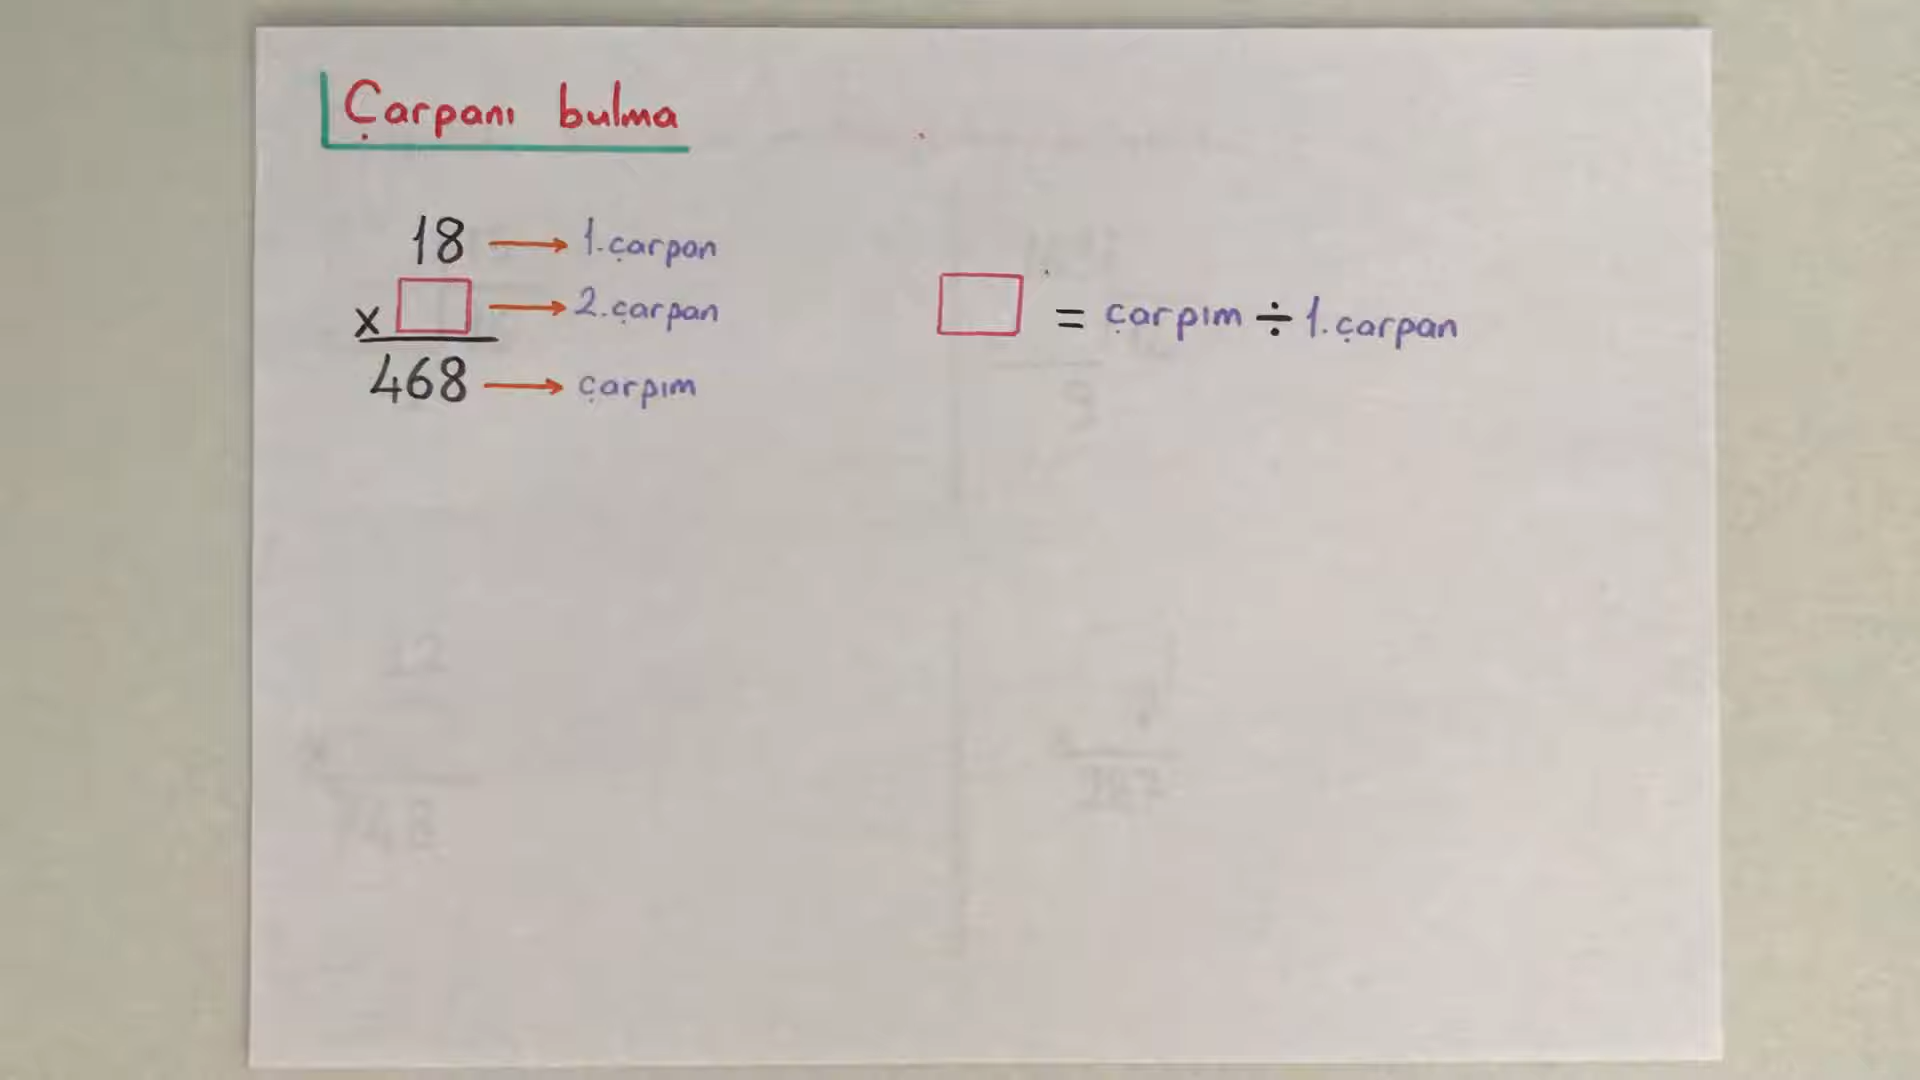 Çarpanı bulma
18 → 1.çarpan
x □ → 2.çarpan
468 → çarpım
□ = çarpım ÷ 1.çarpan